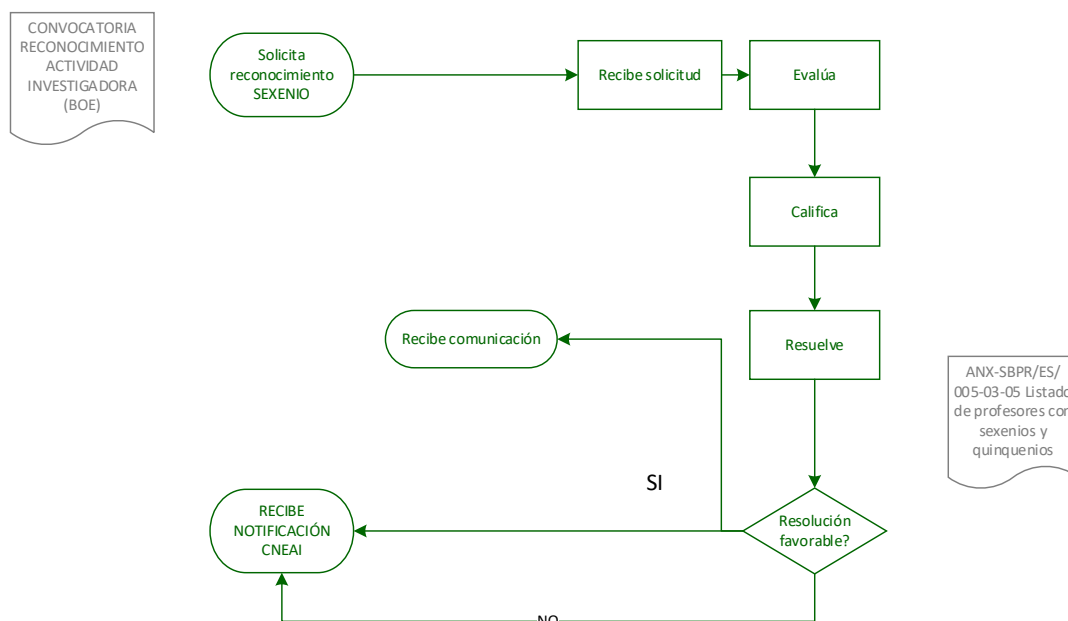 CONVOCATORIA
RECONOCIMIENTO
ACTIVIDAD
INVESTIGADORA
(BOE)
Solicita
reconocimiento
SEXENIO
Recibe solicitud
Evalúa
Califica
Recibe comunicación
Resuelve
ANX-SBPR/ES/
005-03-05 Listado
de profesores con
sexenios y
quinquenios
SI
RECIBE
NOTIFICACIÓN
CNEAI
Resolución
favorable?
NO